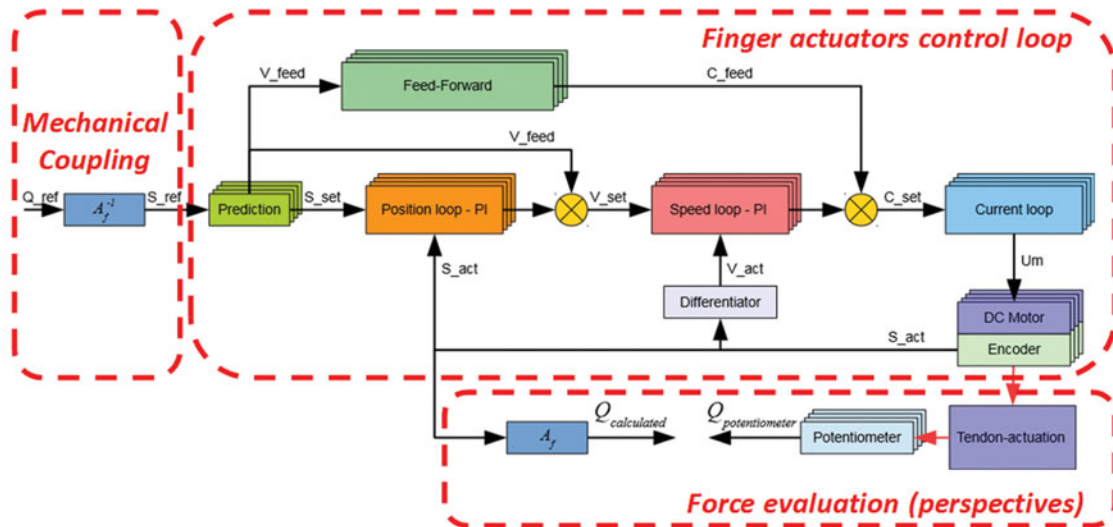 Finger actuators control loop
Mechanical
Coupling
V_feed
Feed-Forward
C_feed
V_feed
Q_ref
A_f^{-1}
S_ref
Prediction
S_set
Position loop - PI
V_set
Speed loop - PI
C_set
Current loop
S_act
V_act
Um
Differentiator
DC Motor
S_act
Encoder
A_f
Q_calculated
Q_potentiometer
Potentiometer
Tendon-actuation
Force evaluation (perspectives)